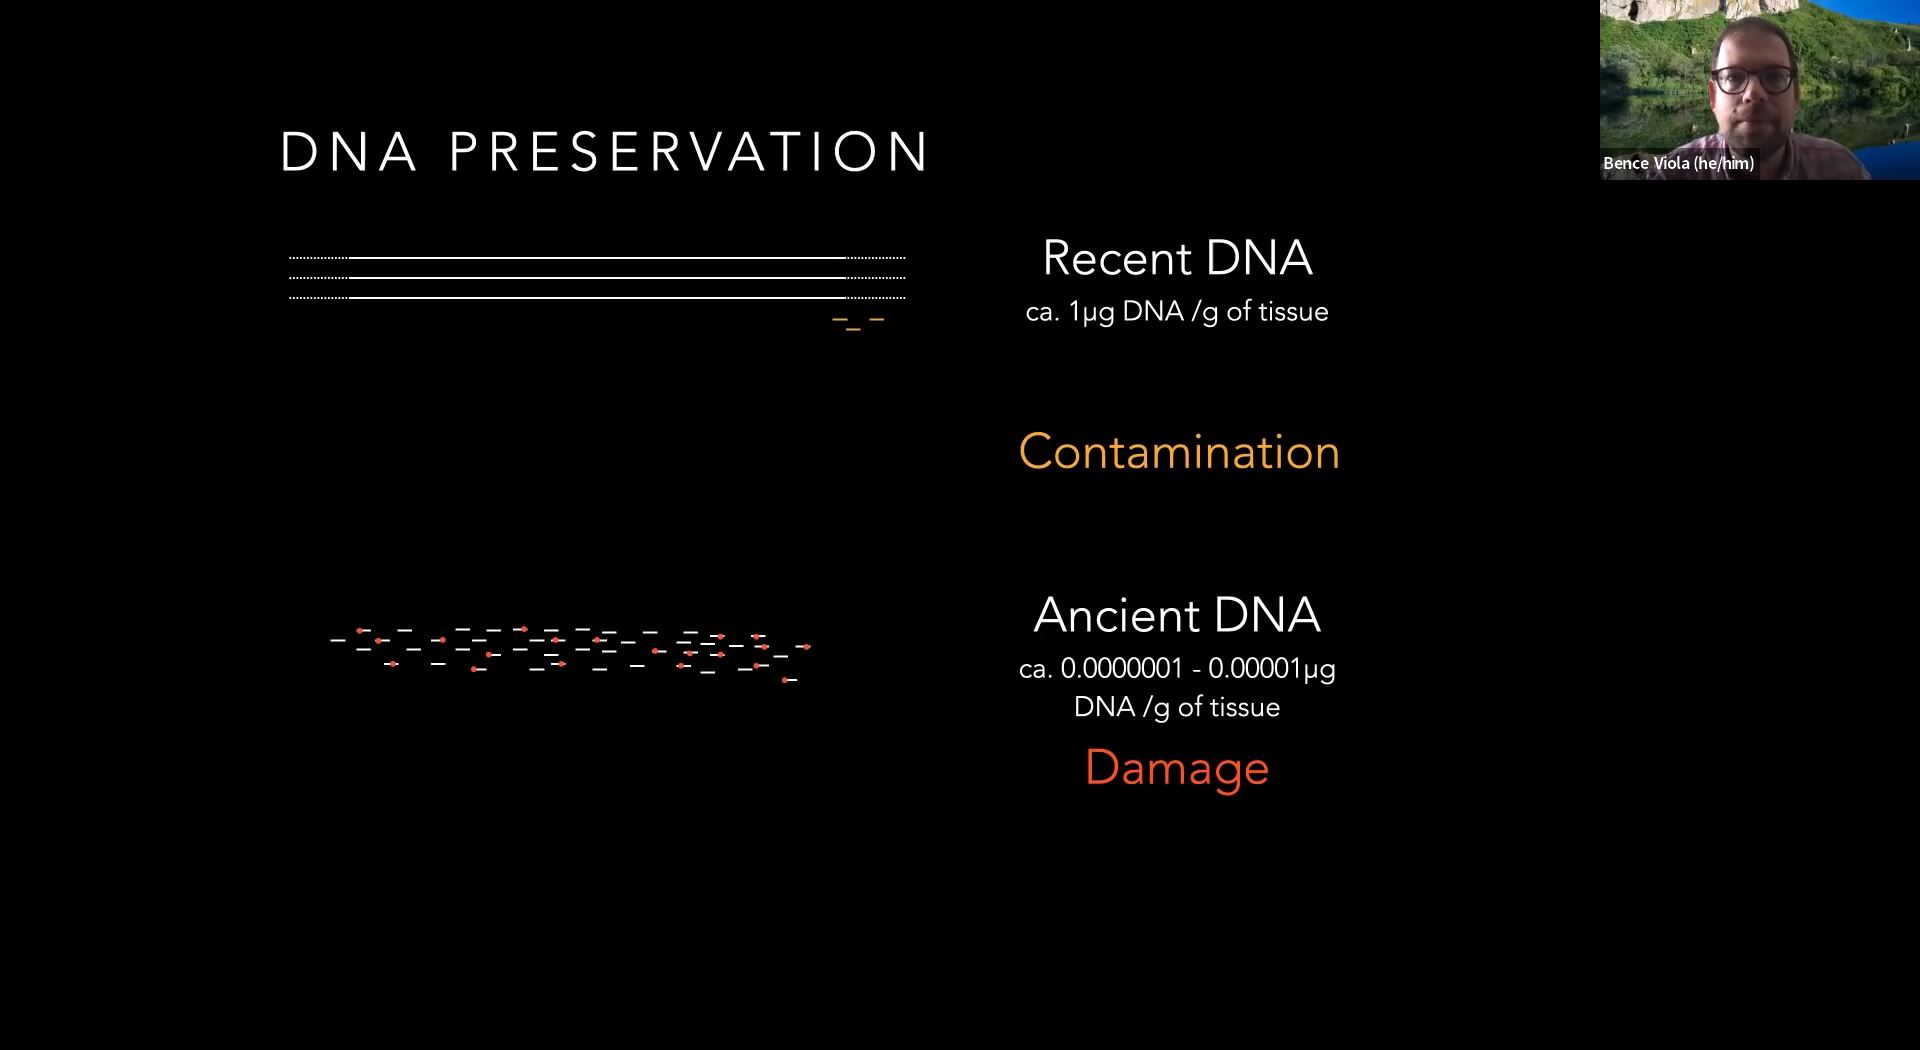 DNA PRESERVATION
Bence Viola (he/him)
Recent DNA
ca. 1µg DNA /g of tissue
Contamination
Ancient DNA
ca. 0.0000001 - 0.00001µg
DNA /g of tissue
Damage